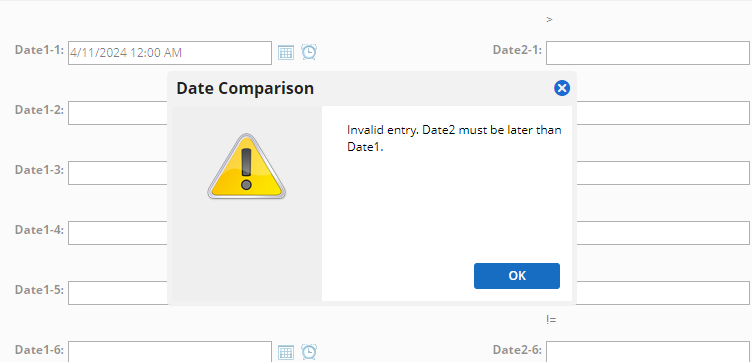 >
Date1-1: 4/11/2024 12:00 AM Date2-1:
Date Comparison
Date1-2:
Invalid entry. Date2 must be later than
Date1.
Date1-3:
Date1-4:
OK
Date1-5:
!=
Date1-6: Date2-6: